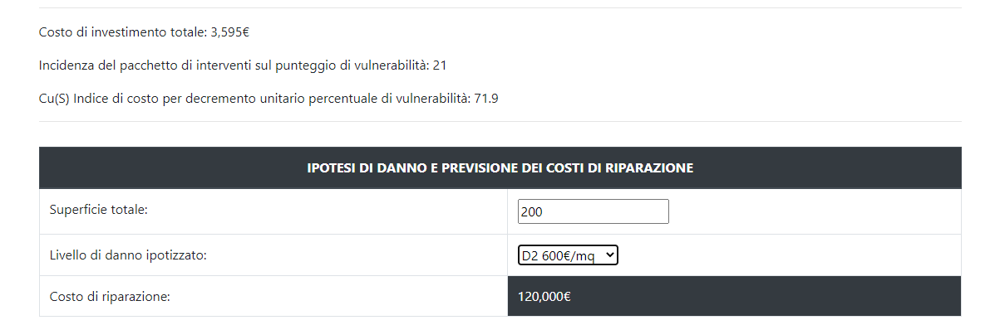 Costo di investimento totale: 3,595€
Incidenza del pacchetto di interventi sul punteggio di vulnerabilità: 21
Cu(S) Indice di costo per decremento unitario percentuale di vulnerabilità: 71.9
IPOTESI DI DANNO E PREVISIONE DEI COSTI DI RIPARAZIONE
Superficie totale: 200
Livello di danno ipotizzato: D2 600€/mq
Costo di riparazione: 120,000€